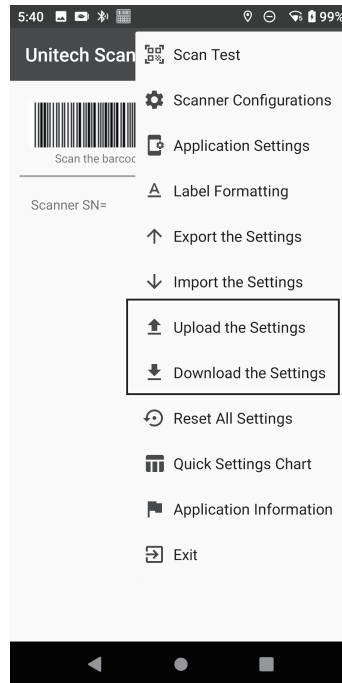 5:40
99%
Unitech Scan
Scan the barcoc
Scanner SN=
Scan Test
Scanner Configurations
Application Settings
Label Formatting
Export the Settings
Import the Settings
Upload the Settings
Download the Settings
Reset All Settings
Quick Settings Chart
Application Information
Exit